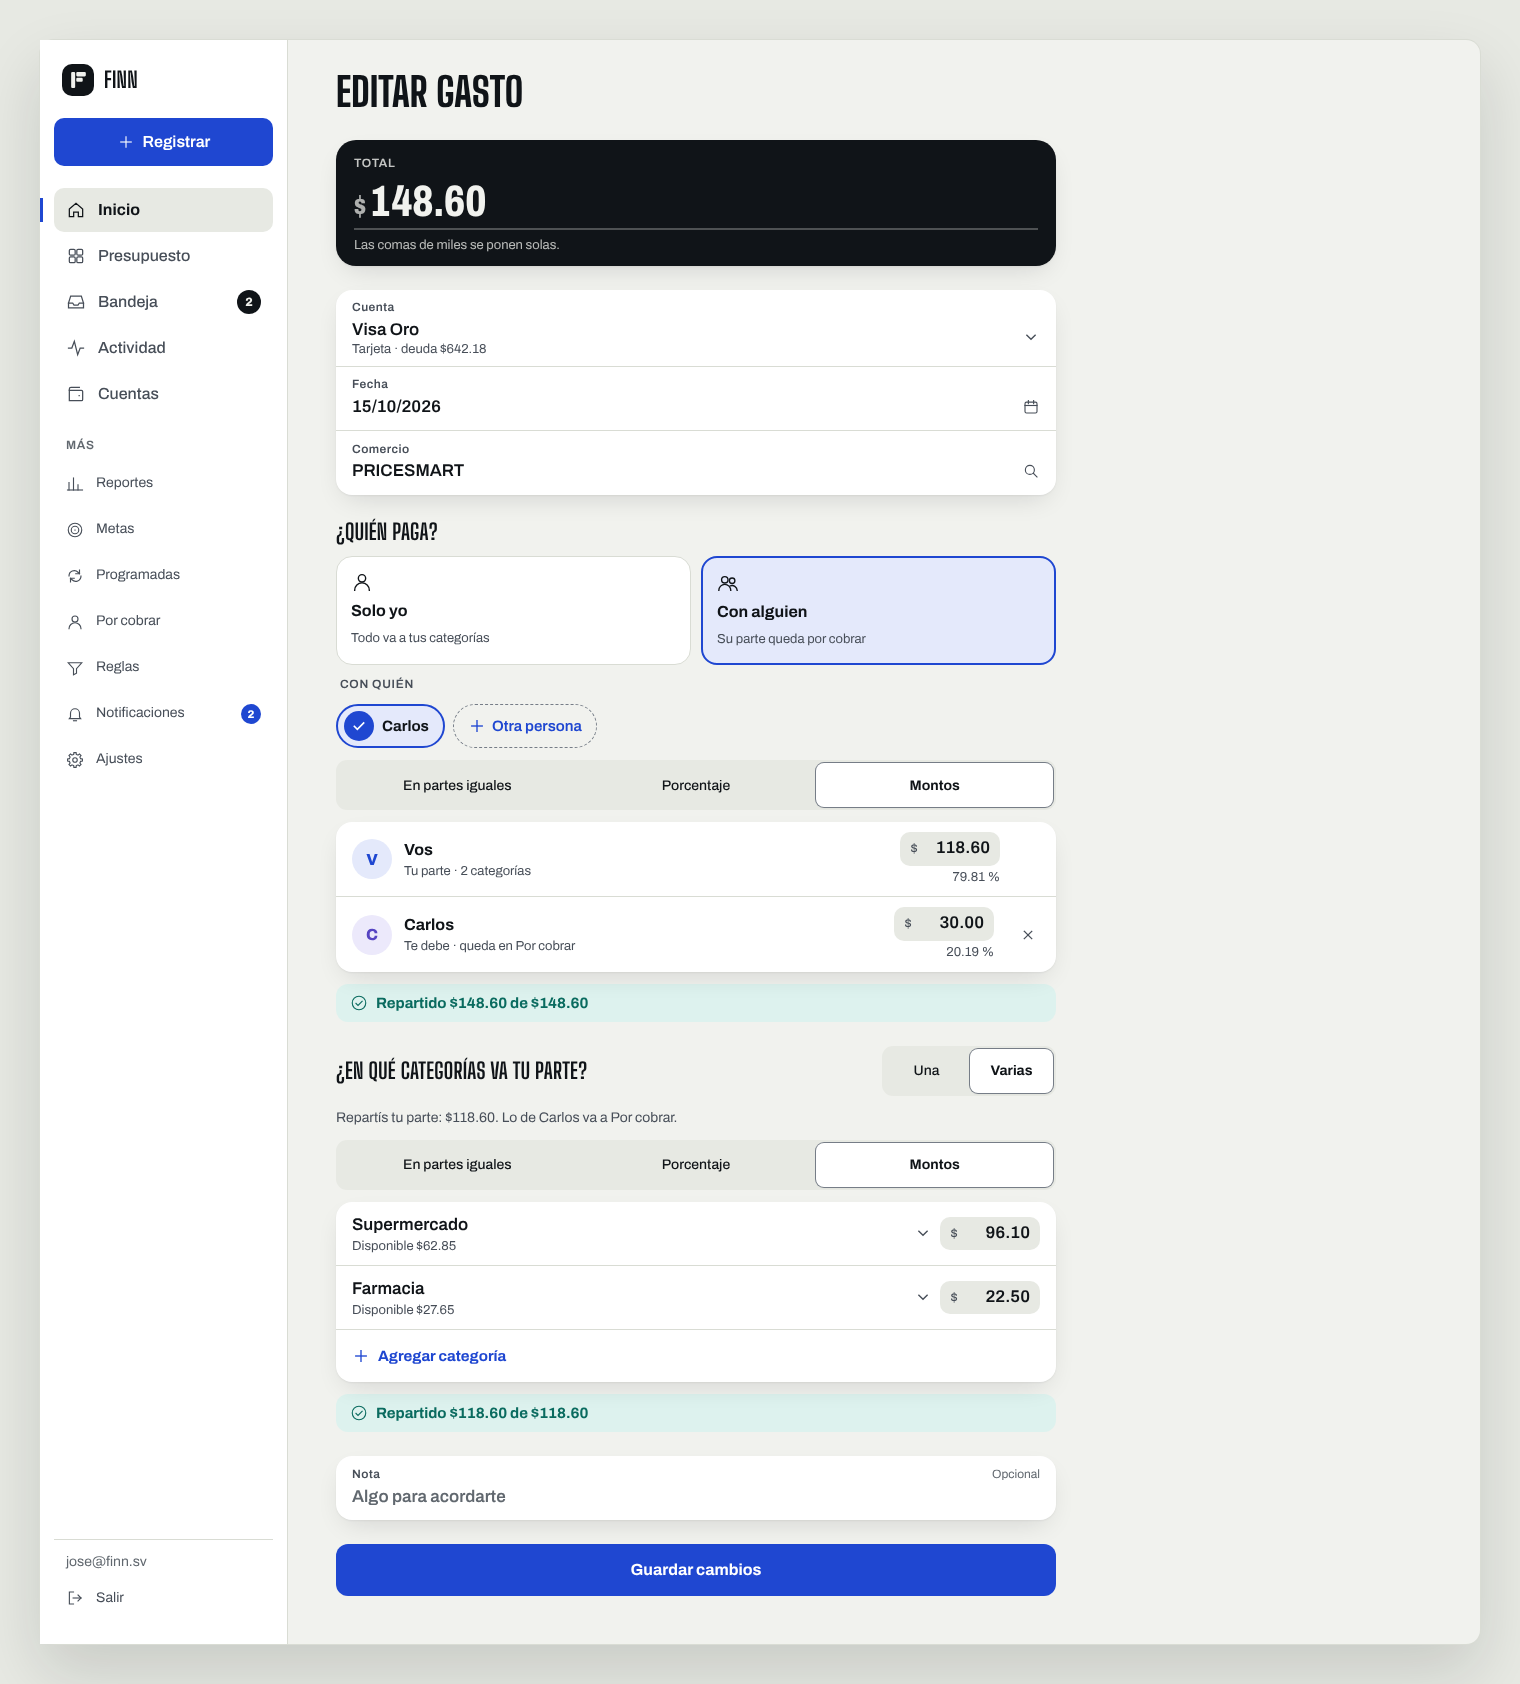 FINN
Registrar
Inicio
Presupuesto
Bandeja 2
Actividad
Cuentas
MÁS
Reportes
Metas
Programadas
Por cobrar
Reglas
Notificaciones 2
Ajustes
jose@finn.sv
Salir
EDITAR GASTO
TOTAL
$148.60
Las comas de miles se ponen solas.
Cuenta
Visa Oro
Tarjeta · deuda $642.18
Fecha
15/10/2026
Comercio
PRICESMART
¿QUIÉN PAGA?
Solo yo
Todo va a tus categorías
Con alguien
Su parte queda por cobrar
CON QUIÉN
Carlos
Otra persona
En partes iguales Porcentaje Montos
V
Vos
Tu parte · 2 categorías
$ 118.60
79.81 %
C
Carlos
Te debe · queda en Por cobrar
$ 30.00
20.19 %
Repartido $148.60 de $148.60
¿EN QUÉ CATEGORÍAS VA TU PARTE?
Una Varias
Repartís tu parte: $118.60. Lo de Carlos va a Por cobrar.
En partes iguales Porcentaje Montos
Supermercado
Disponible $62.85
$ 96.10
Farmacia
Disponible $27.65
$ 22.50
Agregar categoría
Repartido $118.60 de $118.60
Nota Opcional
Algo para acordarte
Guardar cambios